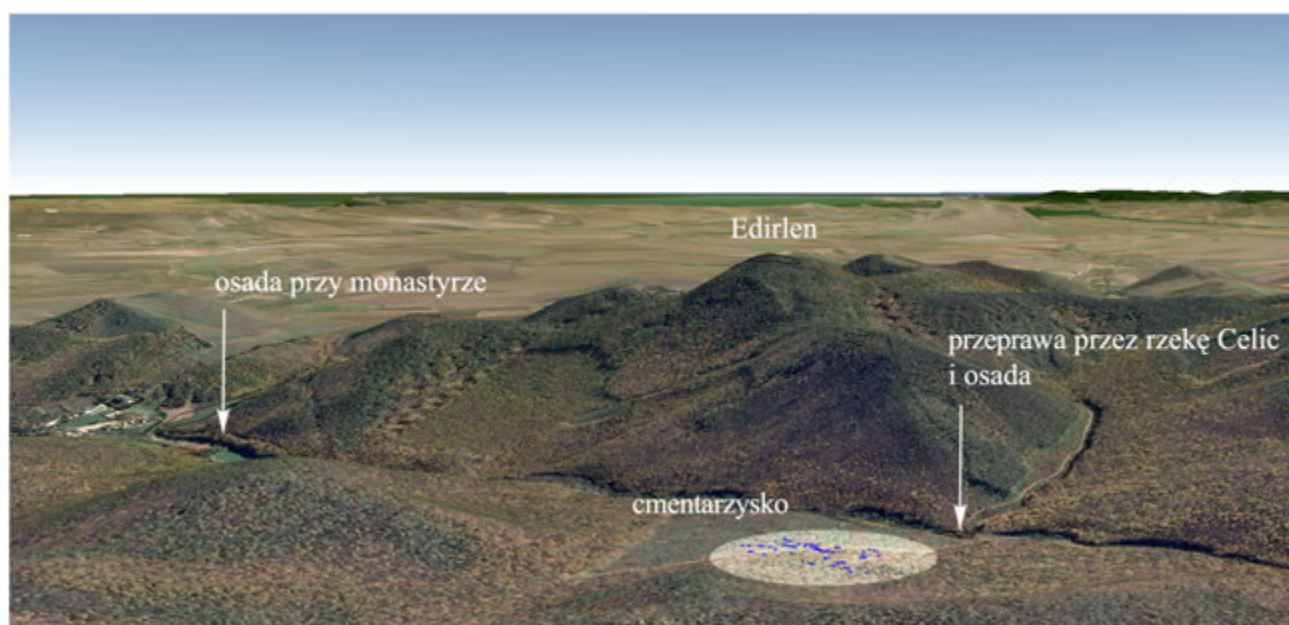 Edirlen
osada przy monastyrze
przeprawa przez rzekę Celic
i osada
cmentarzysko